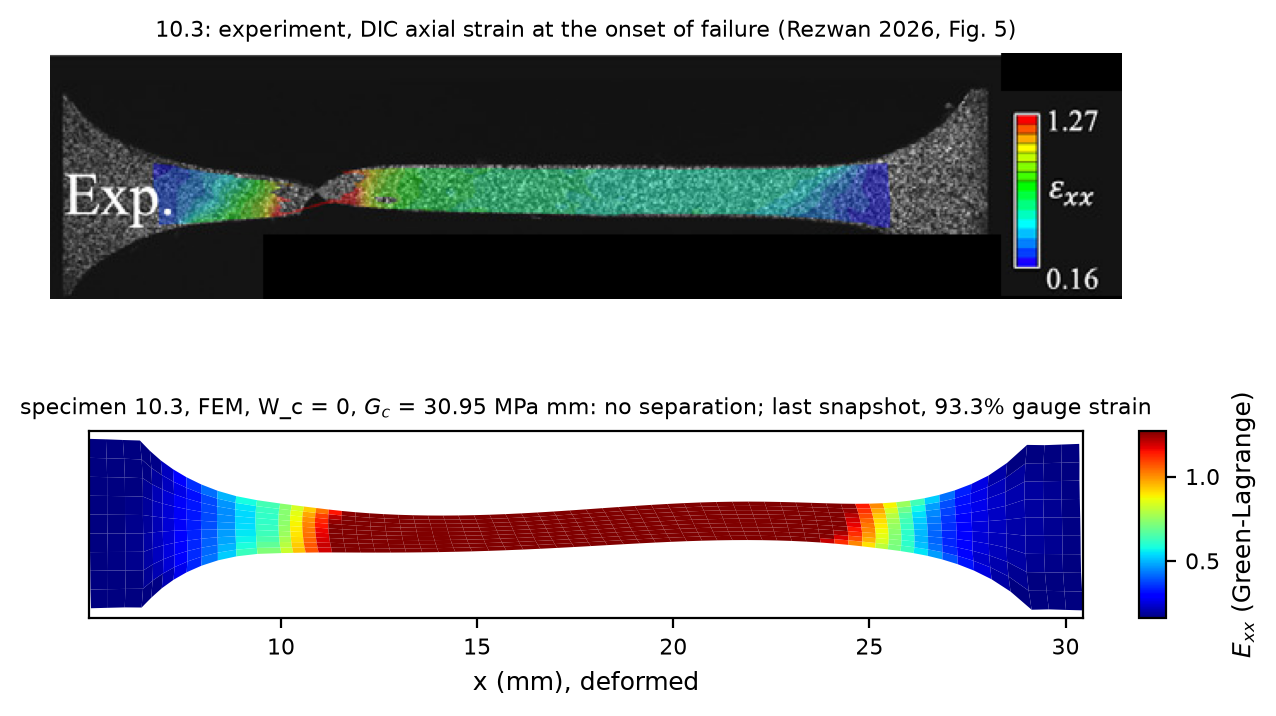 10.3: experiment, DIC axial strain at the onset of failure (Rezwan 2026, Fig. 5)
Exp.
1.27
εxx
0.16
specimen 10.3, FEM, W_c = 0, Gc = 30.95 MPa mm: no separation; last snapshot, 93.3% gauge strain
1.0
0.5
Exx (Green-Lagrange)
10 15 20 25 30
x (mm), deformed